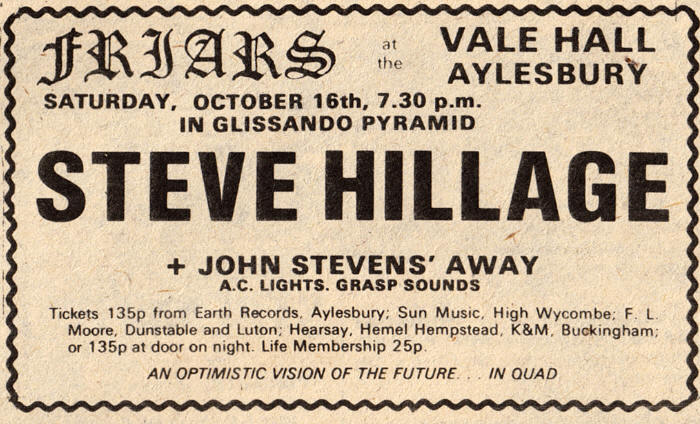 FRIARS at the VALE HALL AYLESBURY
SATURDAY, OCTOBER 16th, 7.30 p.m.
IN GLISSANDO PYRAMID
STEVE HILLAGE
+ JOHN STEVENS' AWAY
A.C. LIGHTS. GRASP SOUNDS
Tickets 135p from Earth Records, Aylesbury; Sun Music, High Wycombe; F. L.
Moore, Dunstable and Luton; Hearsay, Hemel Hempstead, K&M, Buckingham;
or 135p at door on night. Life Membership 25p.
AN OPTIMISTIC VISION OF THE FUTURE. . . IN QUAD